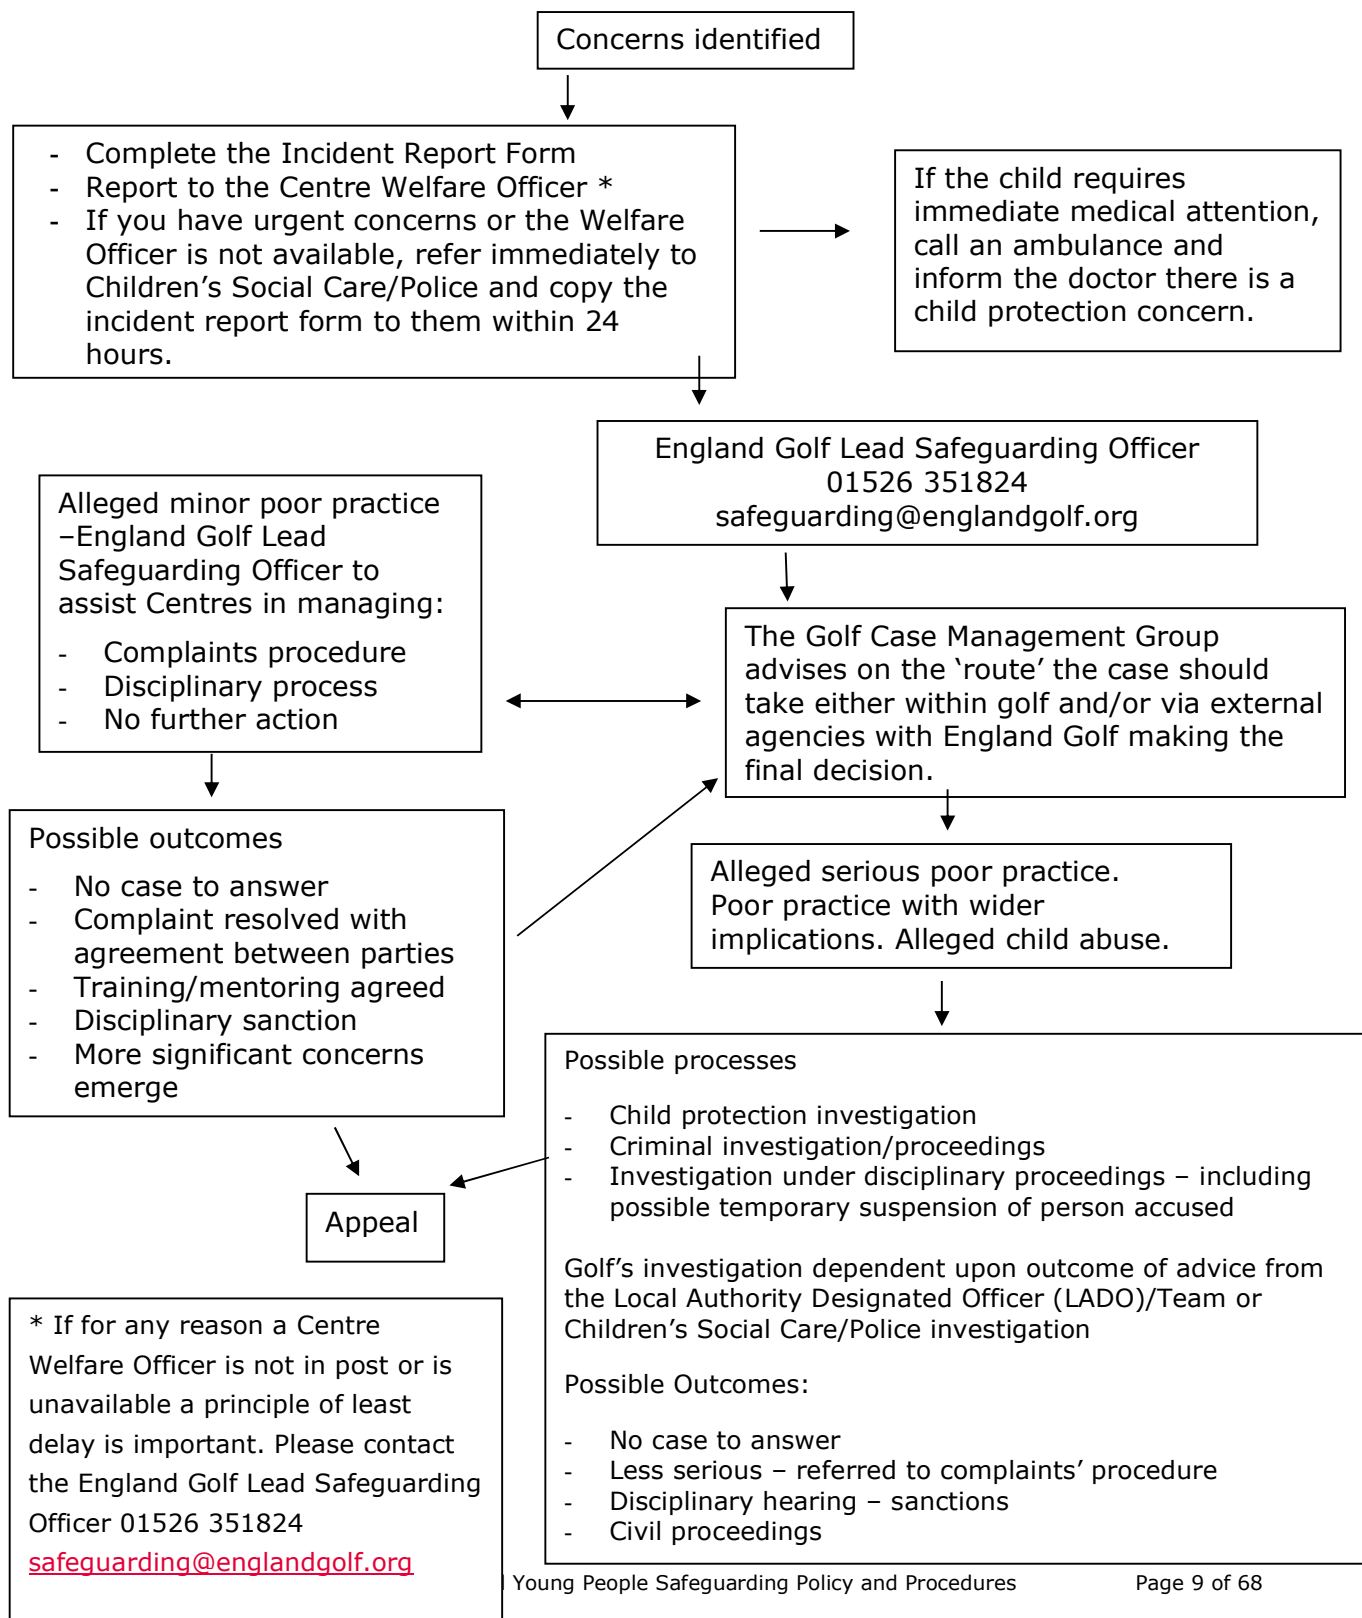 Concerns identified
- Complete the Incident Report Form
- Report to the Centre Welfare Officer *
- If you have urgent concerns or the Welfare
Officer is not available, refer immediately to
Children’s Social Care/Police and copy the
incident report form to them within 24
hours.
If the child requires
immediate medical attention,
call an ambulance and
inform the doctor there is a
child protection concern.
England Golf Lead Safeguarding Officer
01526 351824
safeguarding@englandgolf.org
Alleged minor poor practice
–England Golf Lead
Safeguarding Officer to
assist Centres in managing:
- Complaints procedure
- Disciplinary process
- No further action
The Golf Case Management Group
advises on the ‘route’ the case should
take either within golf and/or via external
agencies with England Golf making the
final decision.
Possible outcomes
- No case to answer
- Complaint resolved with
agreement between parties
- Training/mentoring agreed
- Disciplinary sanction
- More significant concerns
emerge
Alleged serious poor practice.
Poor practice with wider
implications. Alleged child abuse.
Possible processes
- Child protection investigation
- Criminal investigation/proceedings
- Investigation under disciplinary proceedings – including
possible temporary suspension of person accused
Golf’s investigation dependent upon outcome of advice from
the Local Authority Designated Officer (LADO)/Team or
Children’s Social Care/Police investigation
Possible Outcomes:
- No case to answer
- Less serious – referred to complaints’ procedure
- Disciplinary hearing – sanctions
- Civil proceedings
Appeal
* If for any reason a Centre
Welfare Officer is not in post or is
unavailable a principle of least
delay is important. Please contact
the England Golf Lead Safeguarding
Officer 01526 351824
safeguarding@englandgolf.org
Young People Safeguarding Policy and Procedures Page 9 of 68